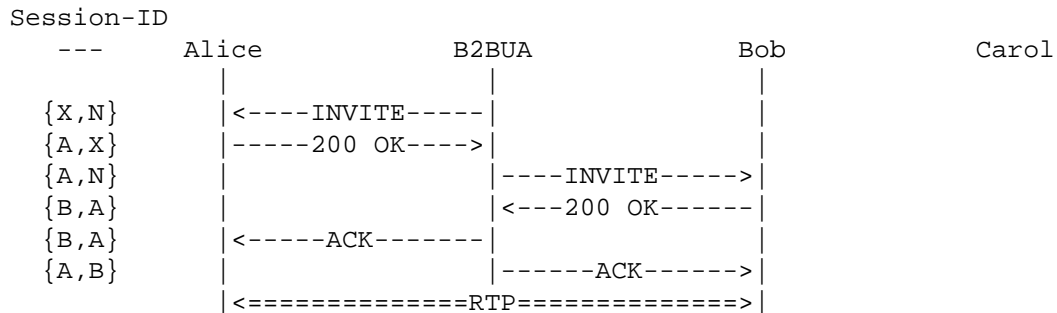 Session-ID
---     Alice            B2BUA             Bob            Carol
          |                |                |
 {X,N}    |<----INVITE-----|                |
 {A,X}    |-----200 OK---->|                |
 {A,N}    |                |----INVITE----->|
 {B,A}    |                |<---200 OK------|
 {B,A}    |<-----ACK-------|                |
 {A,B}    |                |------ACK------>|
          |<==============RTP==============>|